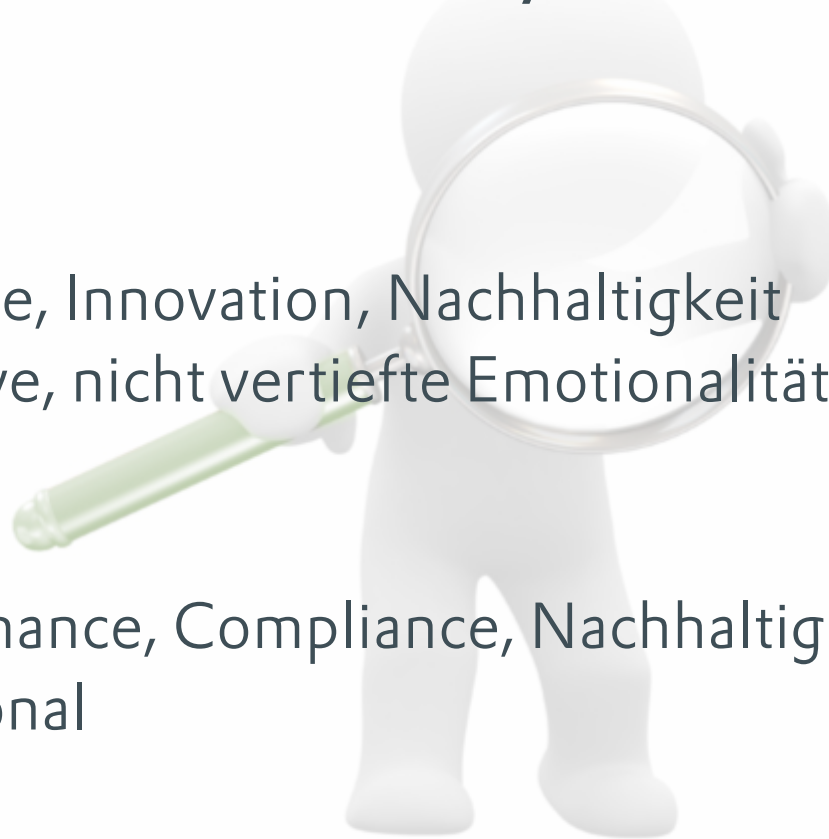 e, Innovation, Nachhaltigkeit
ve, nicht vertiefte Emotionalität
nance, Compliance, Nachhaltig
onal